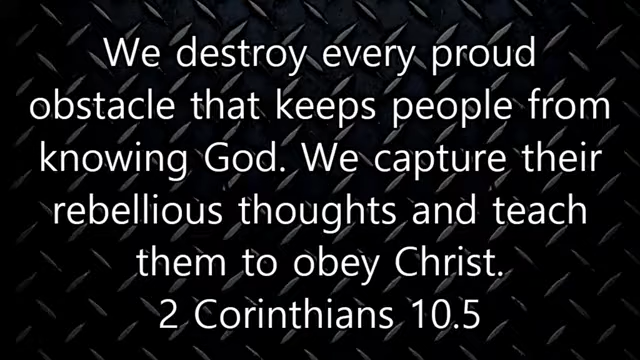 We destroy every proud
obstacle that keeps people from
knowing God. We capture their
rebellious thoughts and teach
them to obey Christ.
2 Corinthians 10.5